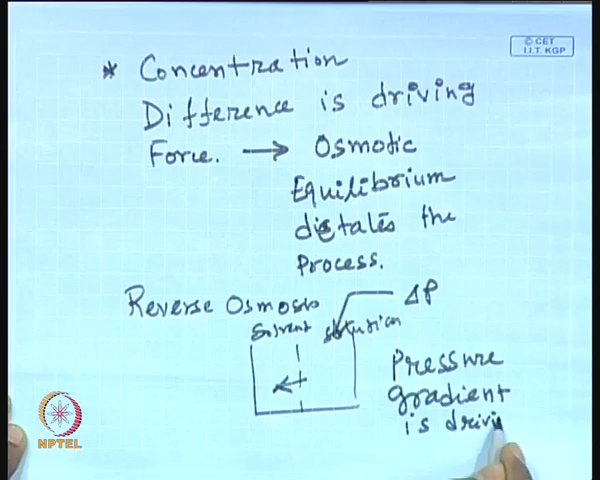 © CET
I.I.T. KGP
* Concentration
Difference is driving
Force. → Osmotic
Equilibrium
dictates the
Process.
Reverse Osmosis
ΔP
Solvent solution
Pressure
gradient
is drivi
NPTEL